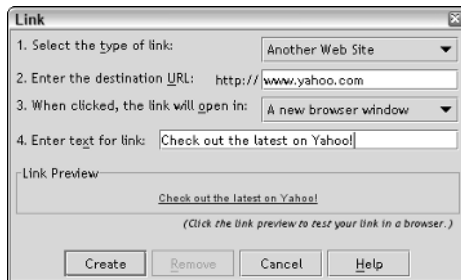 Link
1. Select the type of link: Another Web Site
2. Enter the destination URL: http:// www.yahoo.com
3. When clicked, the link will open in: A new browser window
4. Enter text for link: Check out the latest on Yahoo!
Link Preview
Check out the latest on Yahoo!
(Click the link preview to test your link in a browser.)
Create Remove Cancel Help